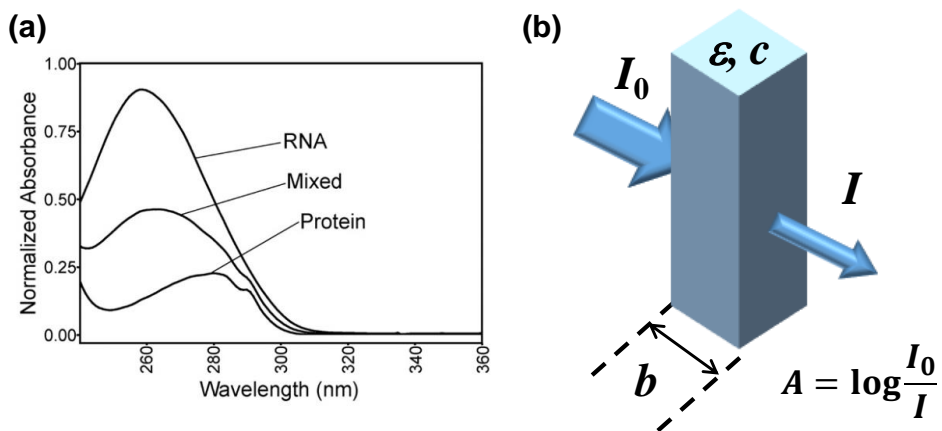 (a)
1.00
0.75
0.50
0.25
0.00
Normalized Absorbance
RNA
Mixed
Protein
260
280
300
320
340
360
Wavelength (nm)
(b)
ε, c
I₀
I
b
A = log I₀/I